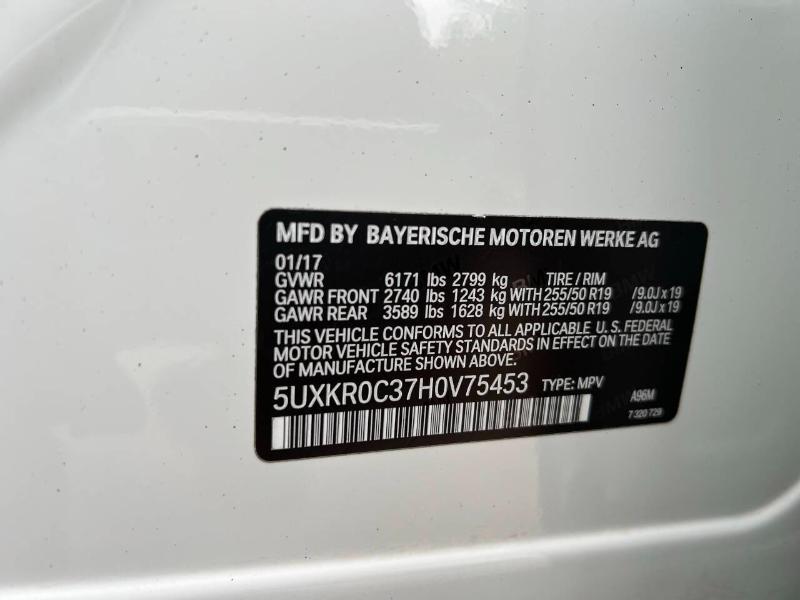 MFD BY BAYERISCHE MOTOREN WERKE AG
01/17
GVWR 6171 lbs 2799 kg TIRE / RIM
GAWR FRONT 2740 lbs 1243 kg WITH 255/50 R19 /9.0J x 19
GAWR REAR 3589 lbs 1628 kg WITH 255/50 R19 /9.0J x 19
THIS VEHICLE CONFORMS TO ALL APPLICABLE U. S. FEDERAL
MOTOR VEHICLE SAFETY STANDARDS IN EFFECT ON THE DATE
OF MANUFACTURE SHOWN ABOVE.
5UXKR0C37H0V75453 TYPE: MPV A96M
7 320 729